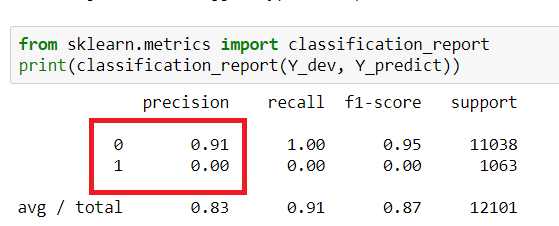 from sklearn.metrics import classification_report
print(classification_report(Y_dev, Y_predict))
precision recall f1-score support
0 0.91 1.00 0.95 11038
1 0.00 0.00 0.00 1063
avg / total 0.83 0.91 0.87 12101